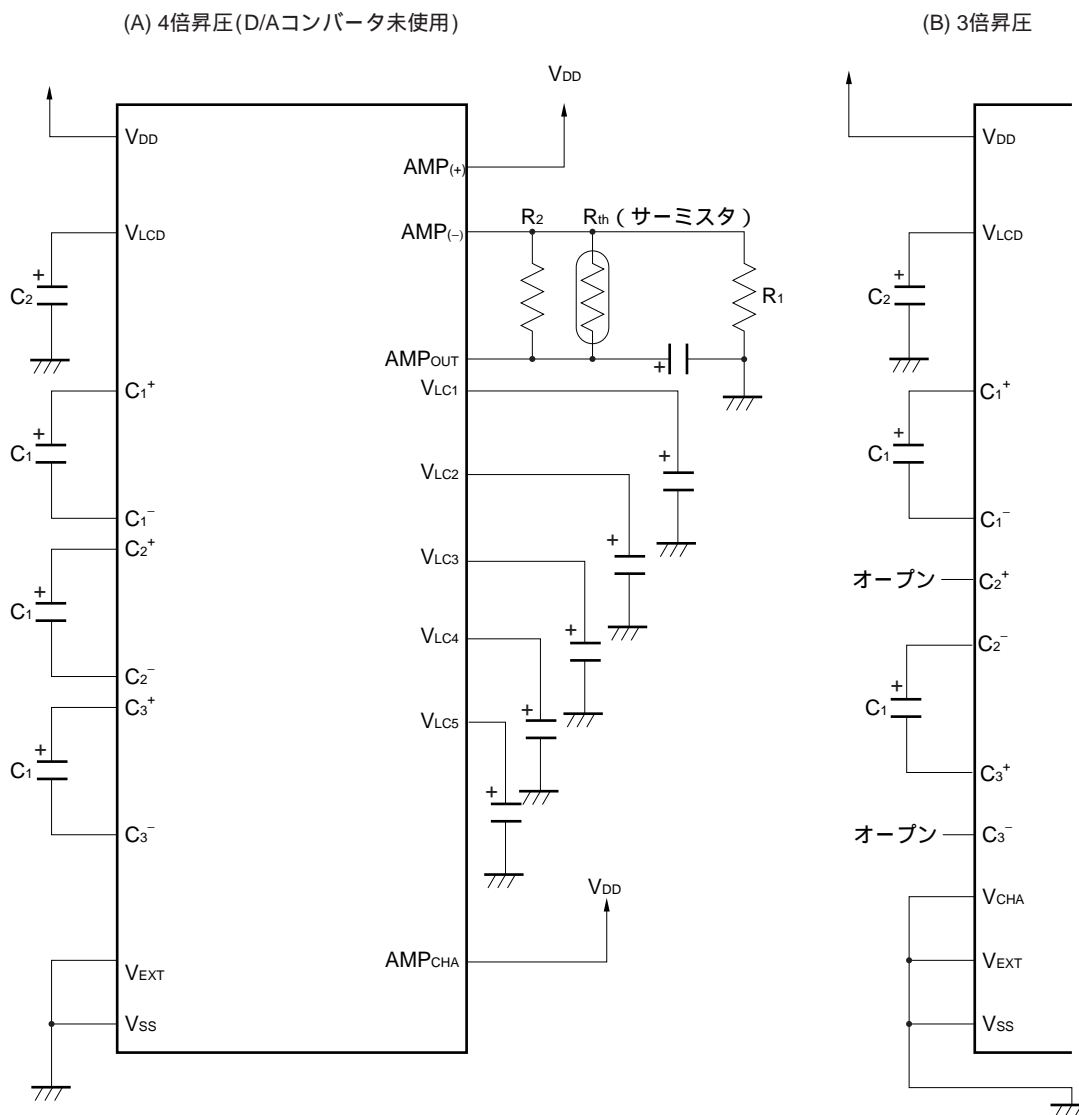 (A) 4倍昇圧(D/Aコンバータ未使用)
VDD
VDD
AMP(+)
VLCD
AMP(−)
R2
Rth(サーミスタ)
R1
+
C2
AMPOUT
+
VLC1
C1+
+
C1
C1−
+
VLC2
C2+
+
C1
C2−
+
VLC3
C3+
+
C1
C3−
+
VLC4
+
VLC5
+
VDD
AMPCHA
VEXT
VSS
(B) 3倍昇圧
VDD
VLCD
+
C2
C1+
+
C1
C1−
オープン
C2+
C2−
+
C1
C3+
オープン
C3−
VCHA
VEXT
VSS